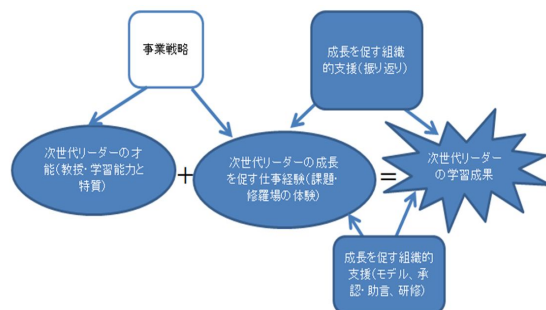 事業戦略
成長を促す組織
的支援(振り返り)
次世代リーダーの才
能(教授・学習能力と
特質)
+
次世代リーダーの成長
を促す仕事経験(課題・
修羅場の体験)
=
次世代リーダー
の学習成果
成長を促す組織的
支援(モデル、承
認・助言、研修)